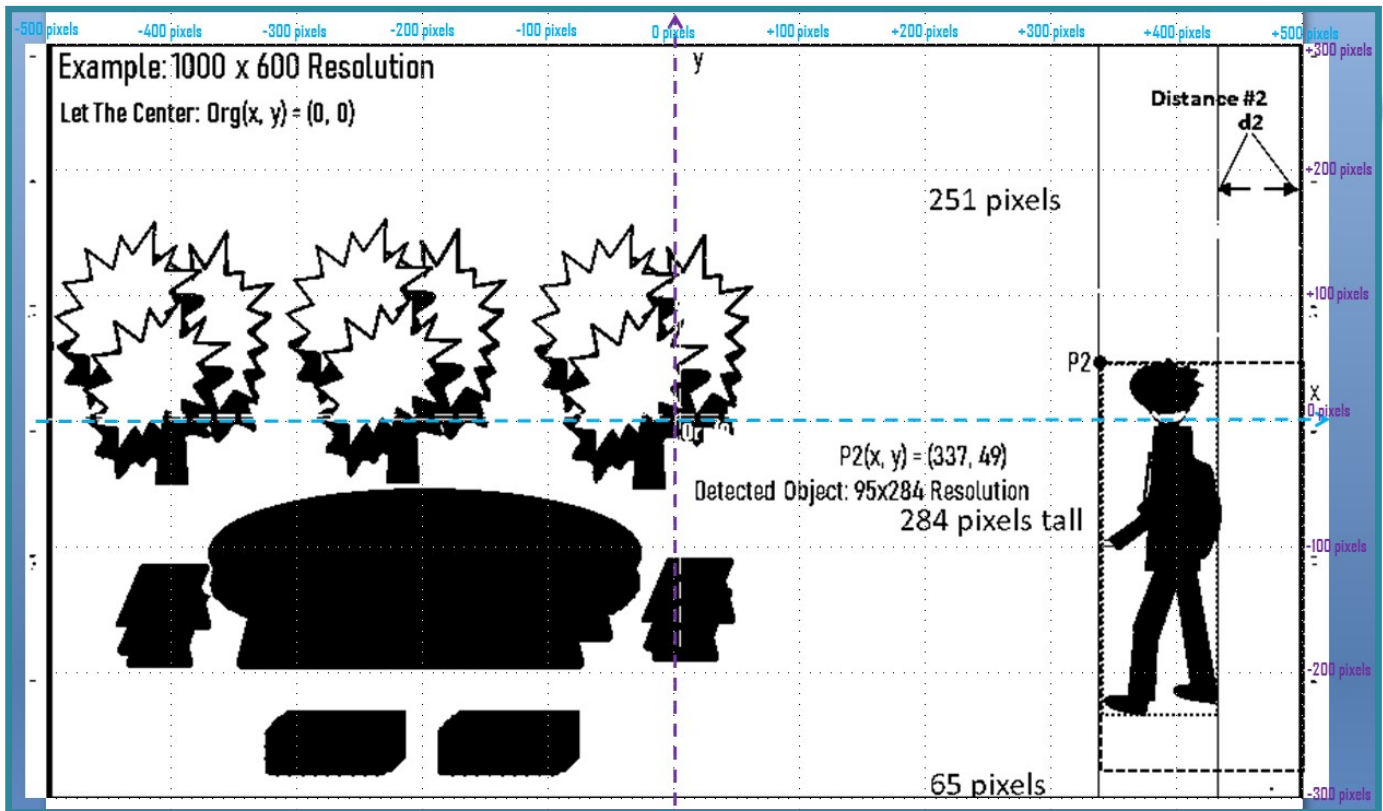 -500 pixels
-400 pixels
-300 pixels
-200 pixels
-100 pixels
0 pixels
+100 pixels
+200 pixels
+300 pixels
+400 pixels
+500 pixels
+300 pixels
Example: 1000 x 600 Resolution
y
Let The Center: Org(x, y) = (0, 0)
Distance #2
d2
+200 pixels
251 pixels
+100 pixels
P2
x
0 pixels
P2(x, y) = (337, 49)
Detected Object: 95x284 Resolution
284 pixels tall
-100 pixels
-200 pixels
65 pixels
-300 pixels